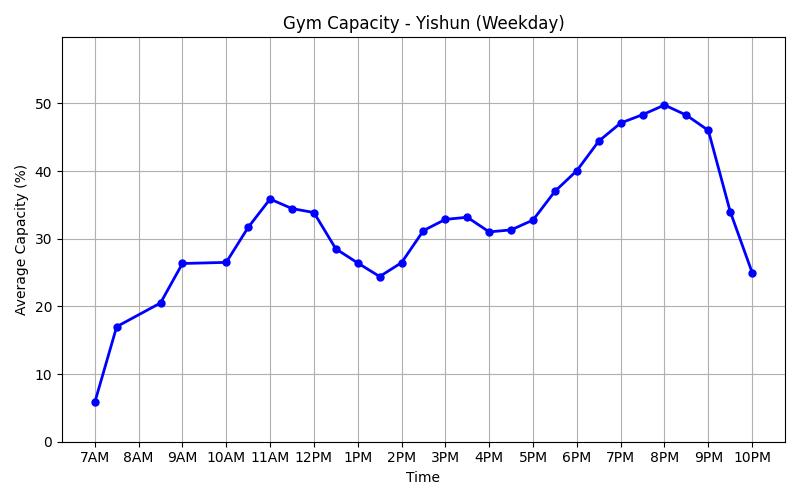 Gym Capacity - Yishun (Weekday)
Average Capacity (%)
50
40
30
20
10
0
7AM 8AM 9AM 10AM 11AM 12PM 1PM 2PM 3PM 4PM 5PM 6PM 7PM 8PM 9PM 10PM
Time